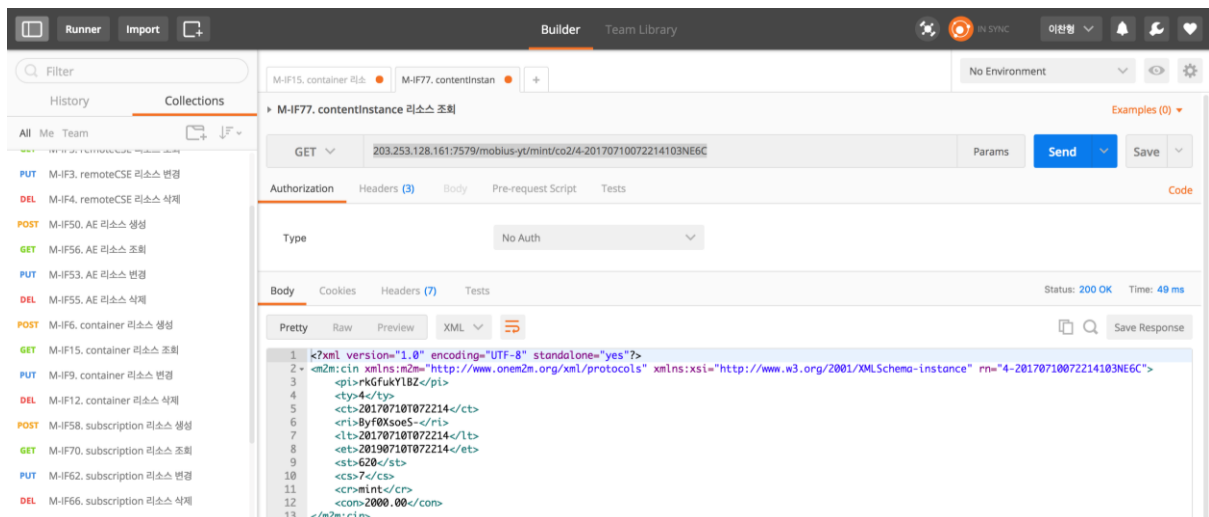 Runner Import Builder Team Library IN SYNC 이찬형
Filter
History Collections
All Me Team
PUT M-IF3. remoteCSE 리소스 변경
DEL M-IF4. remoteCSE 리소스 삭제
POST M-IF50. AE 리소스 생성
GET M-IF56. AE 리소스 조회
PUT M-IF53. AE 리소스 변경
DEL M-IF55. AE 리소스 삭제
POST M-IF6. container 리소스 생성
GET M-IF15. container 리소스 조회
PUT M-IF9. container 리소스 변경
DEL M-IF12. container 리소스 삭제
POST M-IF58. subscription 리소스 생성
GET M-IF70. subscription 리소스 조회
PUT M-IF62. subscription 리소스 변경
DEL M-IF66. subscription 리소스 삭제
M-IF15. container 리소 M-IF77. contentInstan + No Environment
M-IF77. contentInstance 리소스 조회 Examples (0)
GET 203.253.128.161:7579/mobius-yt/mint/co2/4-20170710072214103NE6C Params Send Save
Authorization Headers (3) Body Pre-request Script Tests Code
Type No Auth
Body Cookies Headers (7) Tests Status: 200 OK Time: 49 ms
Pretty Raw Preview XML Save Response
1 <?xml version="1.0" encoding="UTF-8" standalone="yes"?>
2 <m2m:cin xmlns:m2m="http://www.onem2m.org/xml/protocols" xmlns:xsi="http://www.w3.org/2001/XMLSchema-instance" rn="4-20170710072214103NE6C">
3 <pi>rkGfukYlBZ</pi>
4 <ty>4</ty>
5 <ct>20170710T072214</ct>
6 <ri>Byf0XsoeS-</ri>
7 <lt>20170710T072214</lt>
8 <et>20190710T072214</et>
9 <st>620</st>
10 <cs>7</cs>
11 <cr>mint</cr>
12 <con>2000.00</con>
13 </m2m:cin>